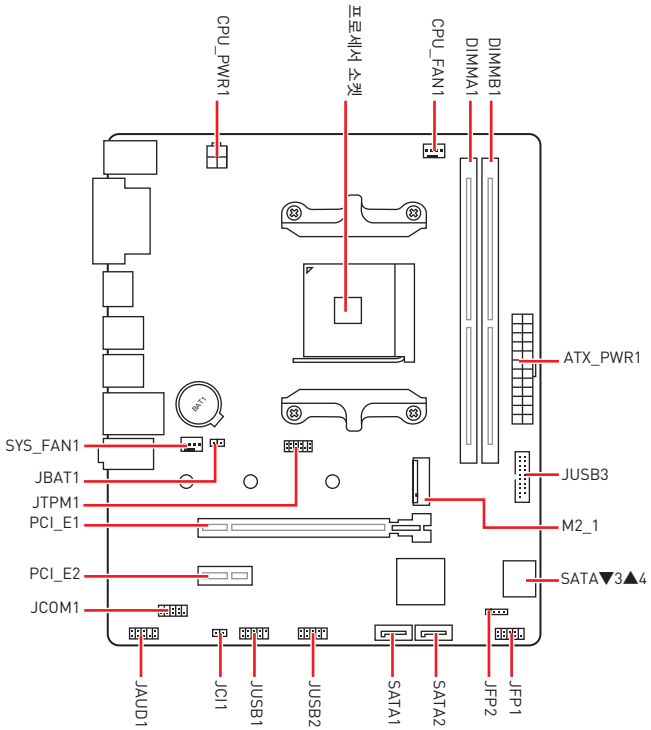 CPU_PWR1
프로세서 소켓
CPU_FAN1
DIMMA1
DIMMB1
ATX_PWR1
BAT1
SYS_FAN1
JBAT1
JTPM1
PCI_E1
PCI_E2
JCOM1
JUSB3
M2_1
SATA▼3▲4
JAUD1
JCI1
JUSB1
JUSB2
SATA1
SATA2
JFP2
JFP1